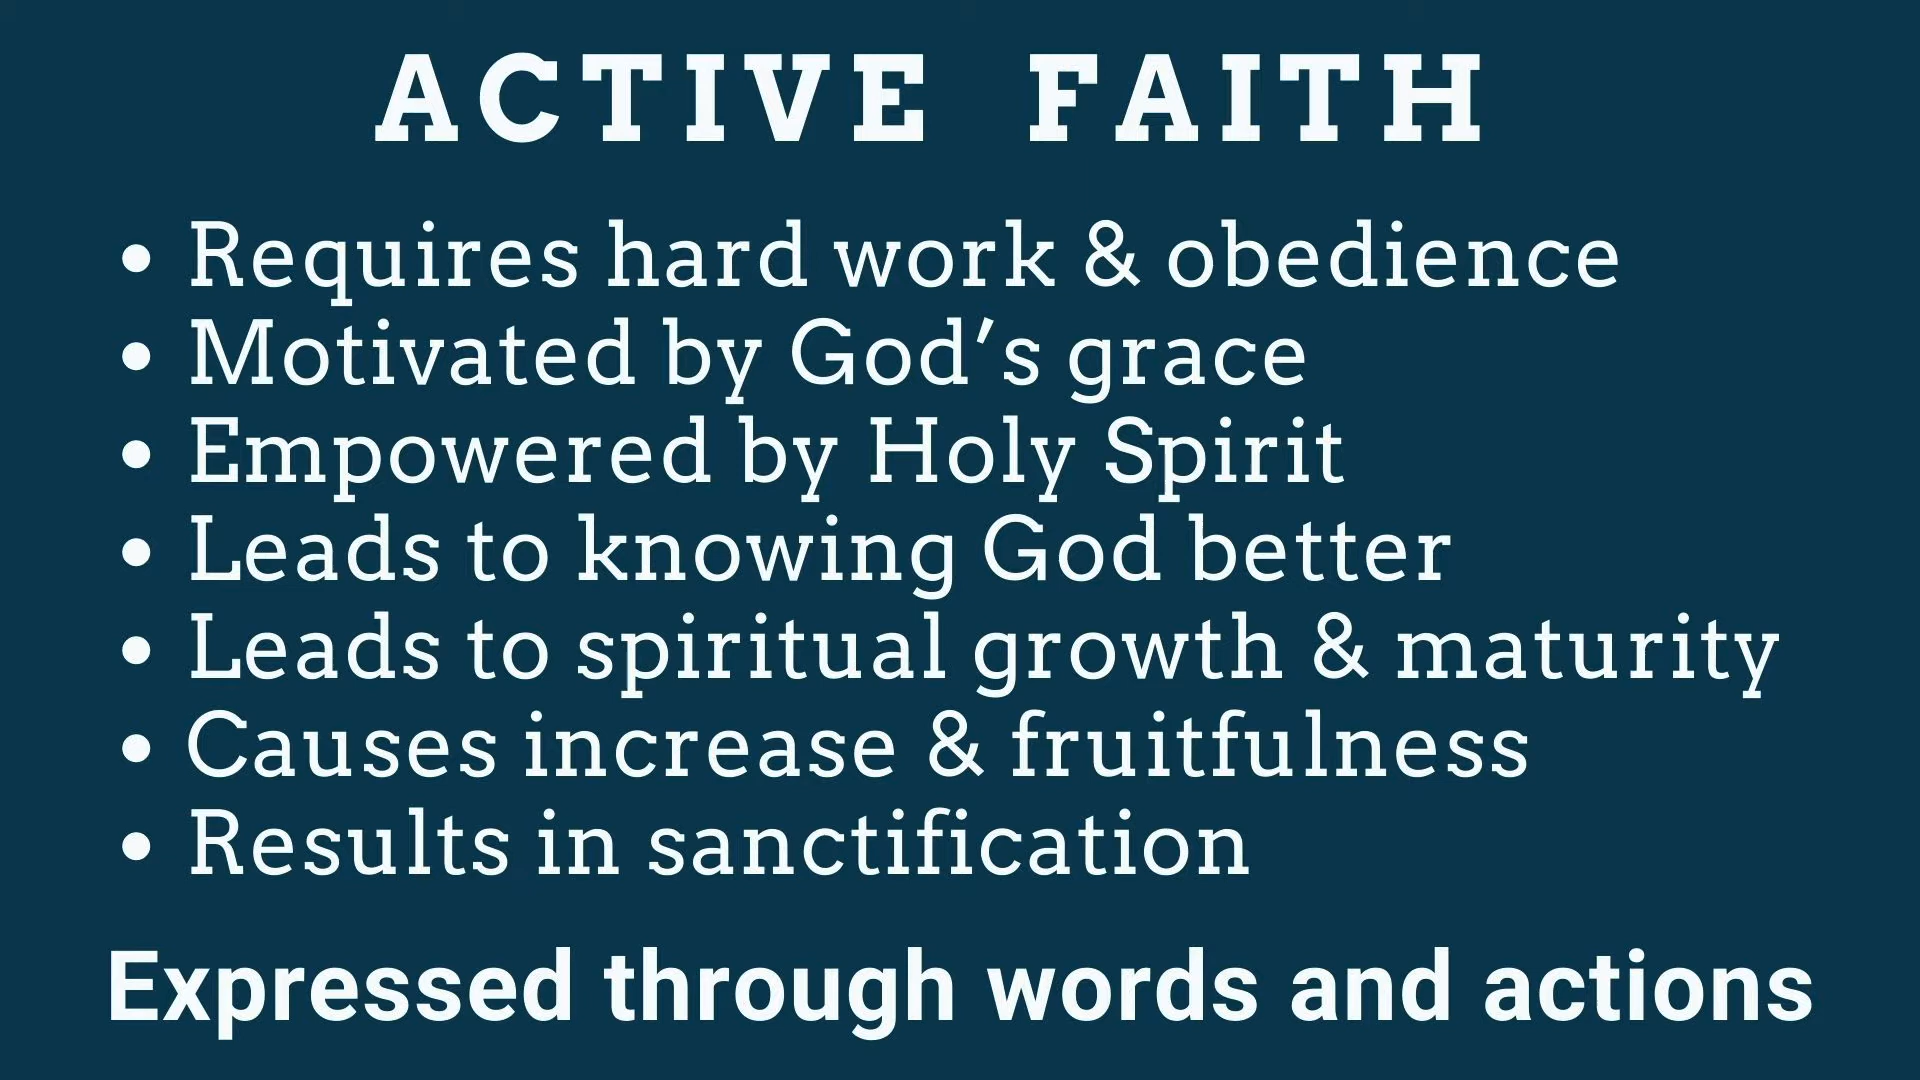 ACTIVE FAITH
• Requires hard work & obedience
• Motivated by God’s grace
• Empowered by Holy Spirit
• Leads to knowing God better
• Leads to spiritual growth & maturity
• Causes increase & fruitfulness
• Results in sanctification
Expressed through words and actions